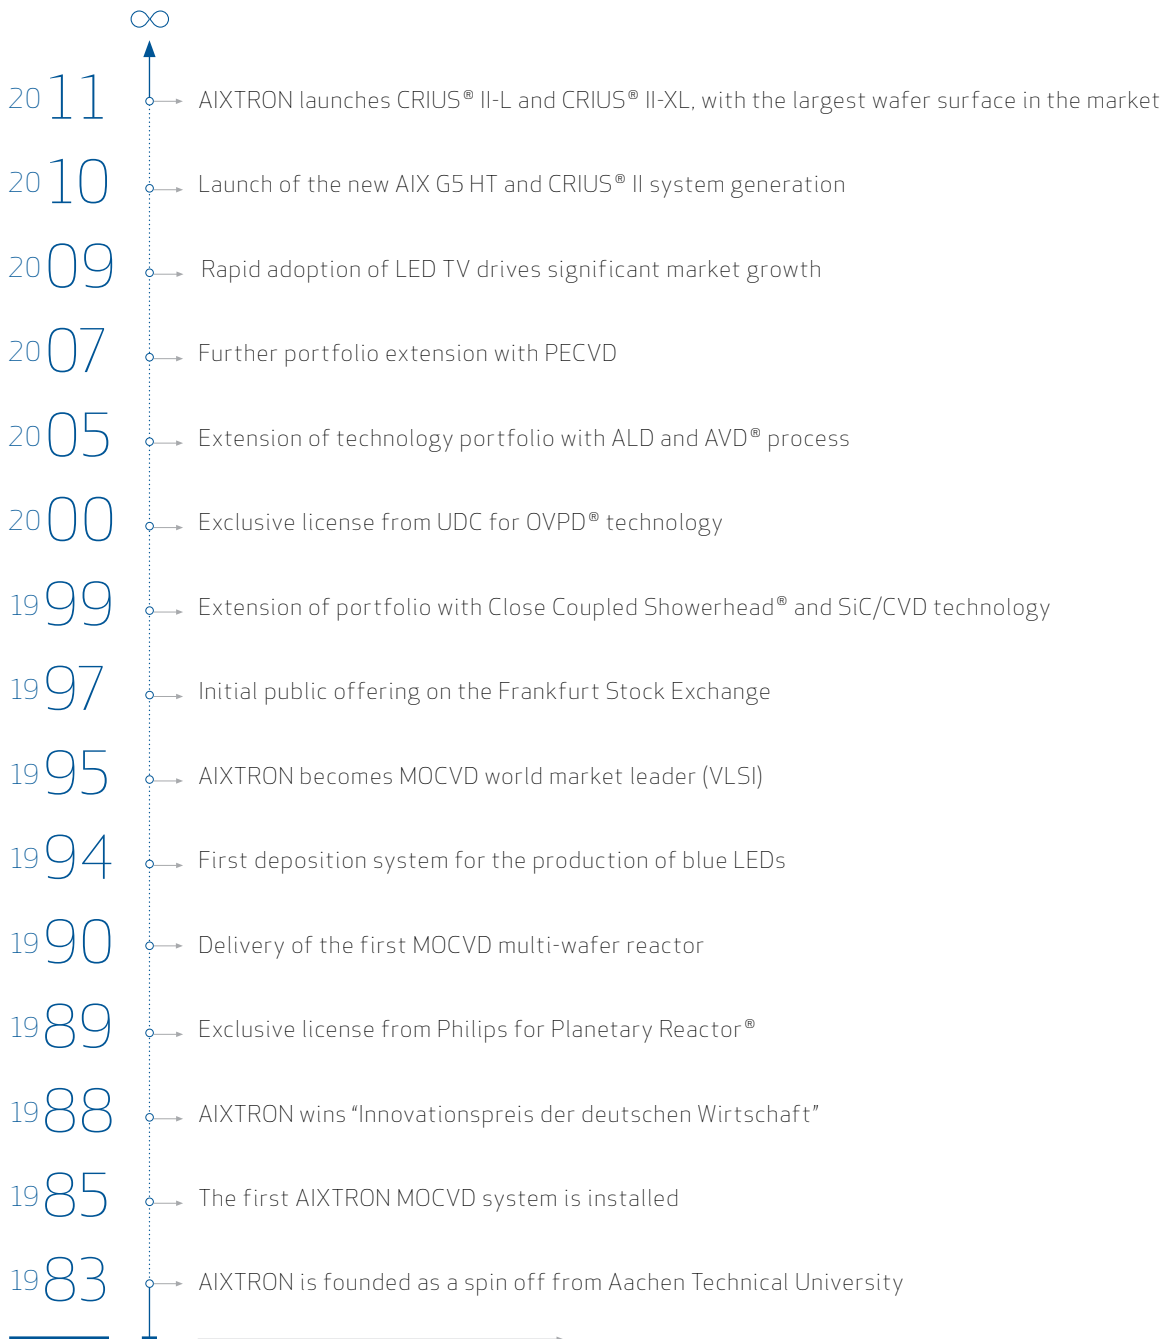 ∞
2011 AIXTRON launches CRIUS® II-L and CRIUS® II-XL, with the largest wafer surface in the market
2010 Launch of the new AIX G5 HT and CRIUS® II system generation
2009 Rapid adoption of LED TV drives significant market growth
2007 Further portfolio extension with PECVD
2005 Extension of technology portfolio with ALD and AVD® process
2000 Exclusive license from UDC for OVPD® technology
1999 Extension of portfolio with Close Coupled Showerhead® and SiC/CVD technology
1997 Initial public offering on the Frankfurt Stock Exchange
1995 AIXTRON becomes MOCVD world market leader (VLSI)
1994 First deposition system for the production of blue LEDs
1990 Delivery of the first MOCVD multi-wafer reactor
1989 Exclusive license from Philips for Planetary Reactor®
1988 AIXTRON wins “Innovationspreis der deutschen Wirtschaft”
1985 The first AIXTRON MOCVD system is installed
1983 AIXTRON is founded as a spin off from Aachen Technical University